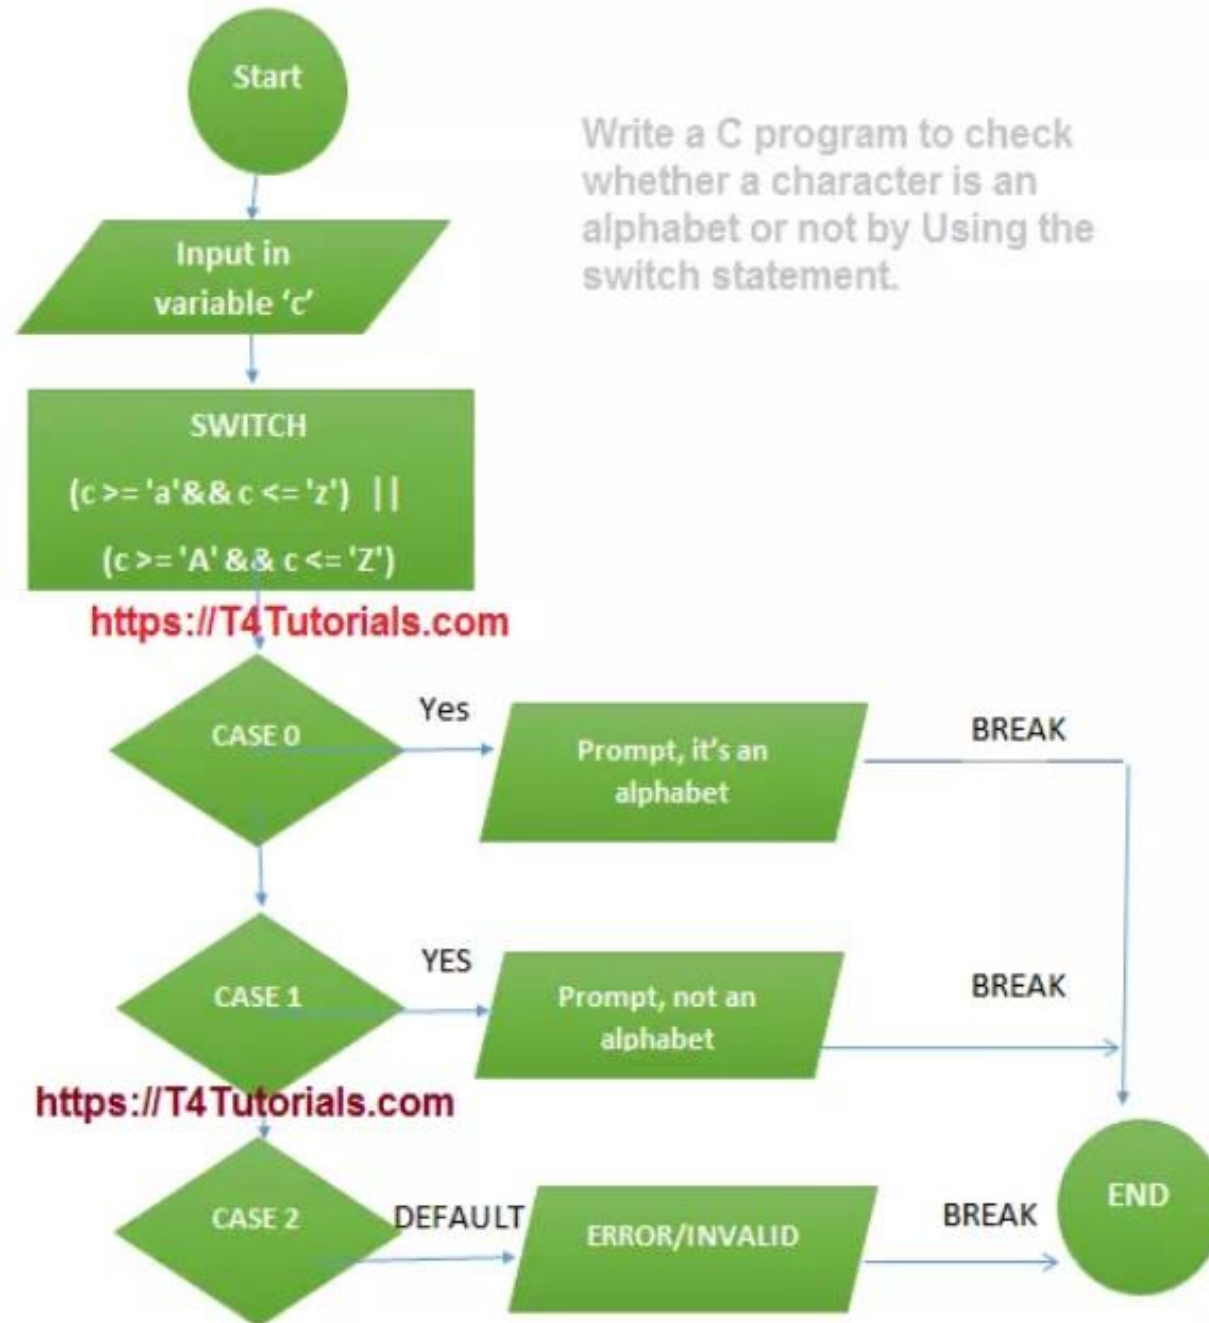 Start
Write a C program to check
whether a character is an
alphabet or not by Using the
switch statement.
Input in
variable ‘c’
SWITCH
(c >= 'a'&& c <= 'z') ||
(c >= 'A' && c <= 'Z')
https://T4Tutorials.com
CASE 0
Yes
Prompt, it’s an
alphabet
BREAK
CASE 1
YES
Prompt, not an
alphabet
BREAK
https://T4Tutorials.com
CASE 2
DEFAULT
ERROR/INVALID
BREAK
END